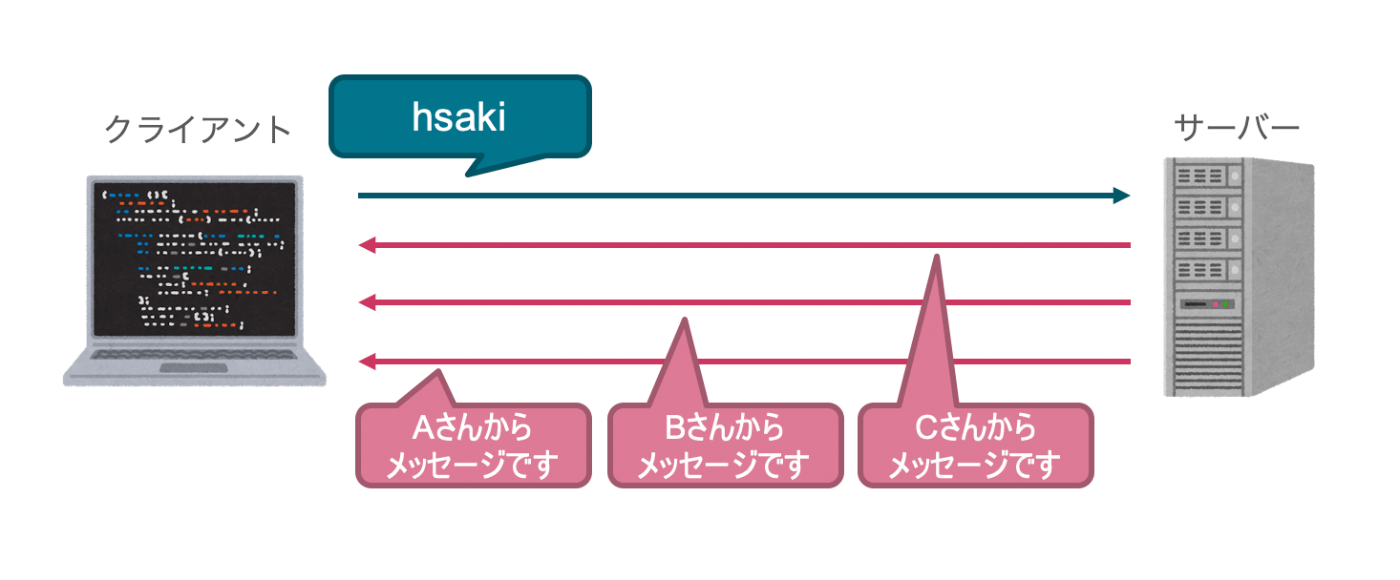 クライアント
hsaki
サーバー
Aさんから
メッセージです
Bさんから
メッセージです
Cさんから
メッセージです